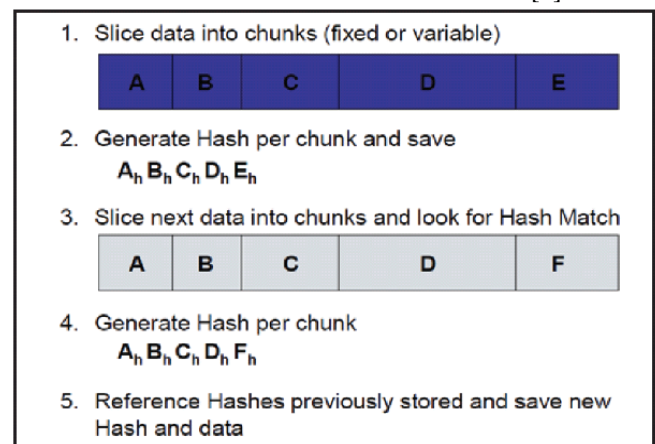 1. Slice data into chunks (fixed or variable)
A B C D E
2. Generate Hash per chunk and save
Aₕ Bₕ Cₕ Dₕ Eₕ
3. Slice next data into chunks and look for Hash Match
A B C D F
4. Generate Hash per chunk
Aₕ Bₕ Cₕ Dₕ Fₕ
5. Reference Hashes previously stored and save new
Hash and data